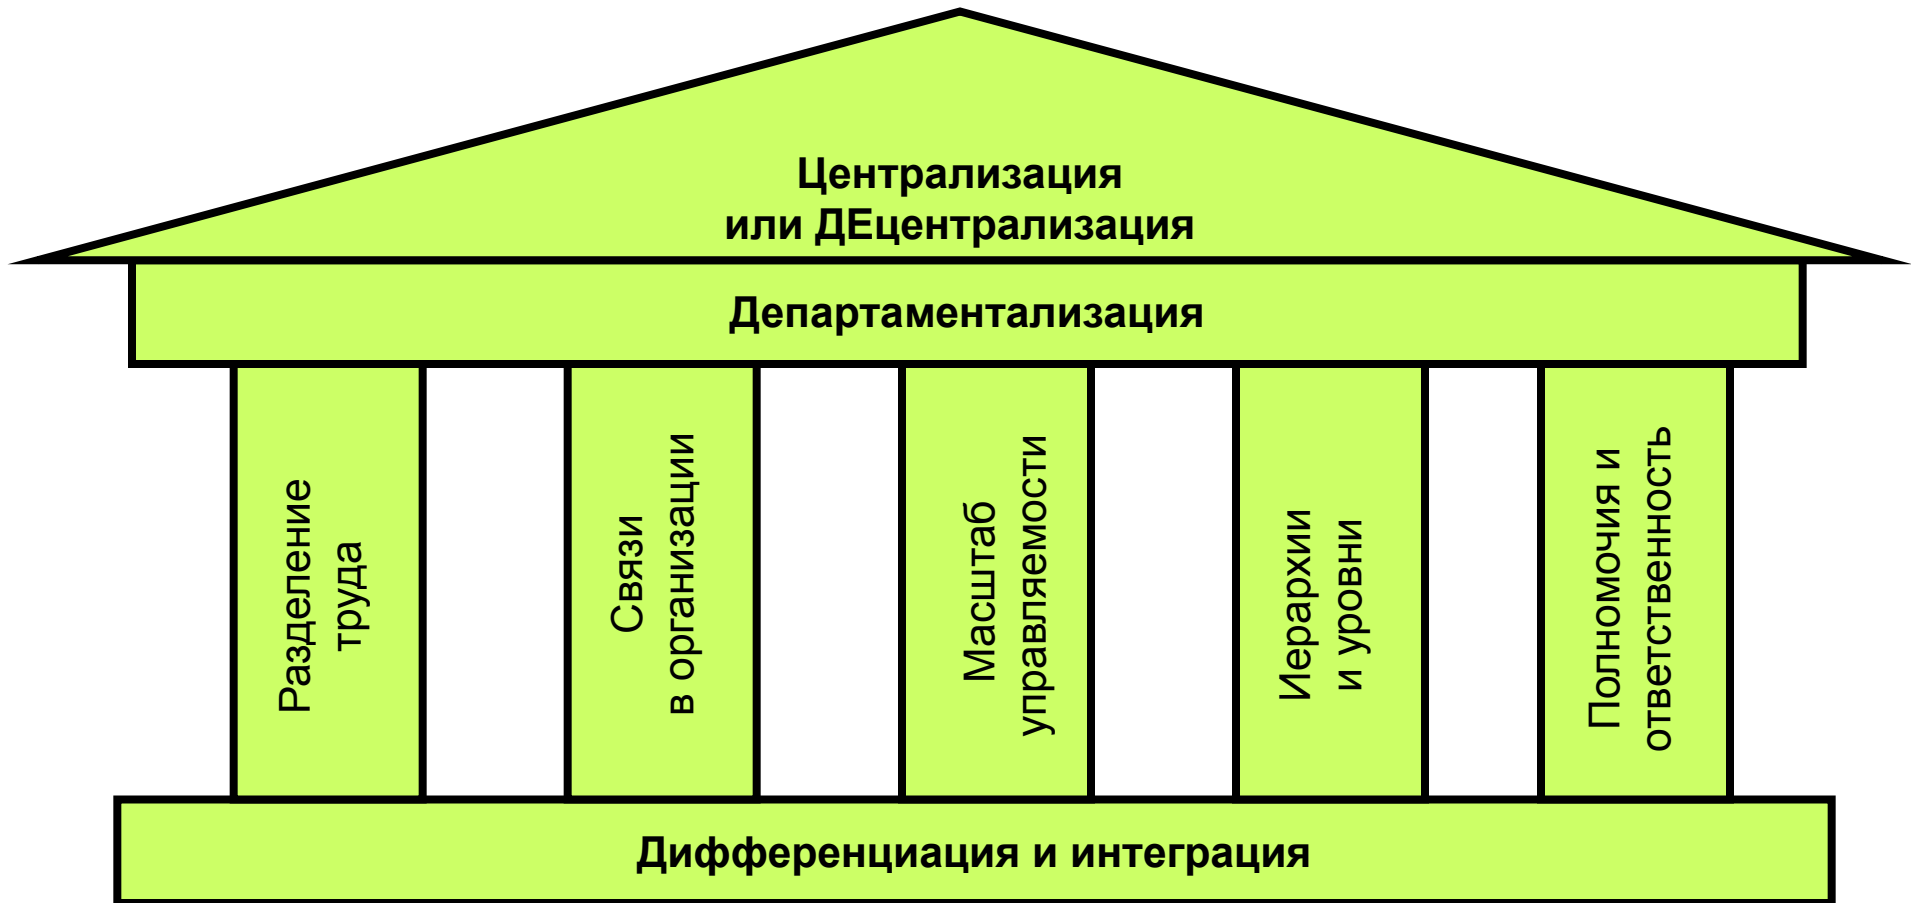 Централизация
или ДЕцентрализация
Департаментализация
Разделение
труда
Связи
в организации
Масштаб
управляемости
Иерархии
и уровни
Полномочия и
ответственность
Дифференциация и интеграция